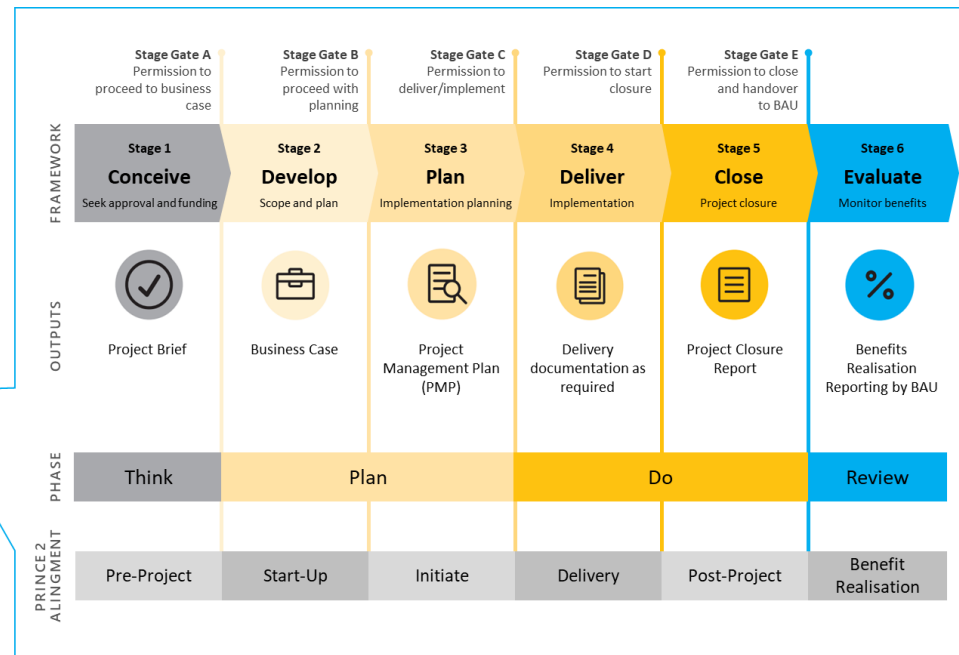 Stage Gate A
Permission to
proceed to business
case
Stage Gate B
Permission to
proceed with
planning
Stage Gate C
Permission to
deliver/implement
Stage Gate D
Permission to start
closure
Stage Gate E
Permission to close
and handover
to BAU
FRAMEWORK
Stage 1
Conceive
Seek approval and funding
Stage 2
Develop
Scope and plan
Stage 3
Plan
Implementation planning
Stage 4
Deliver
Implementation
Stage 5
Close
Project closure
Stage 6
Evaluate
Monitor benefits
OUTPUTS
%
Project Brief
Business Case
Project
Management Plan
(PMP)
Delivery
documentation as
required
Project Closure
Report
Benefits
Realisation
Reporting by BAU
PHASE
Think
Plan
Do
Review
PRINCE 2
ALINGMENT
Pre-Project
Start-Up
Initiate
Delivery
Post-Project
Benefit
Realisation